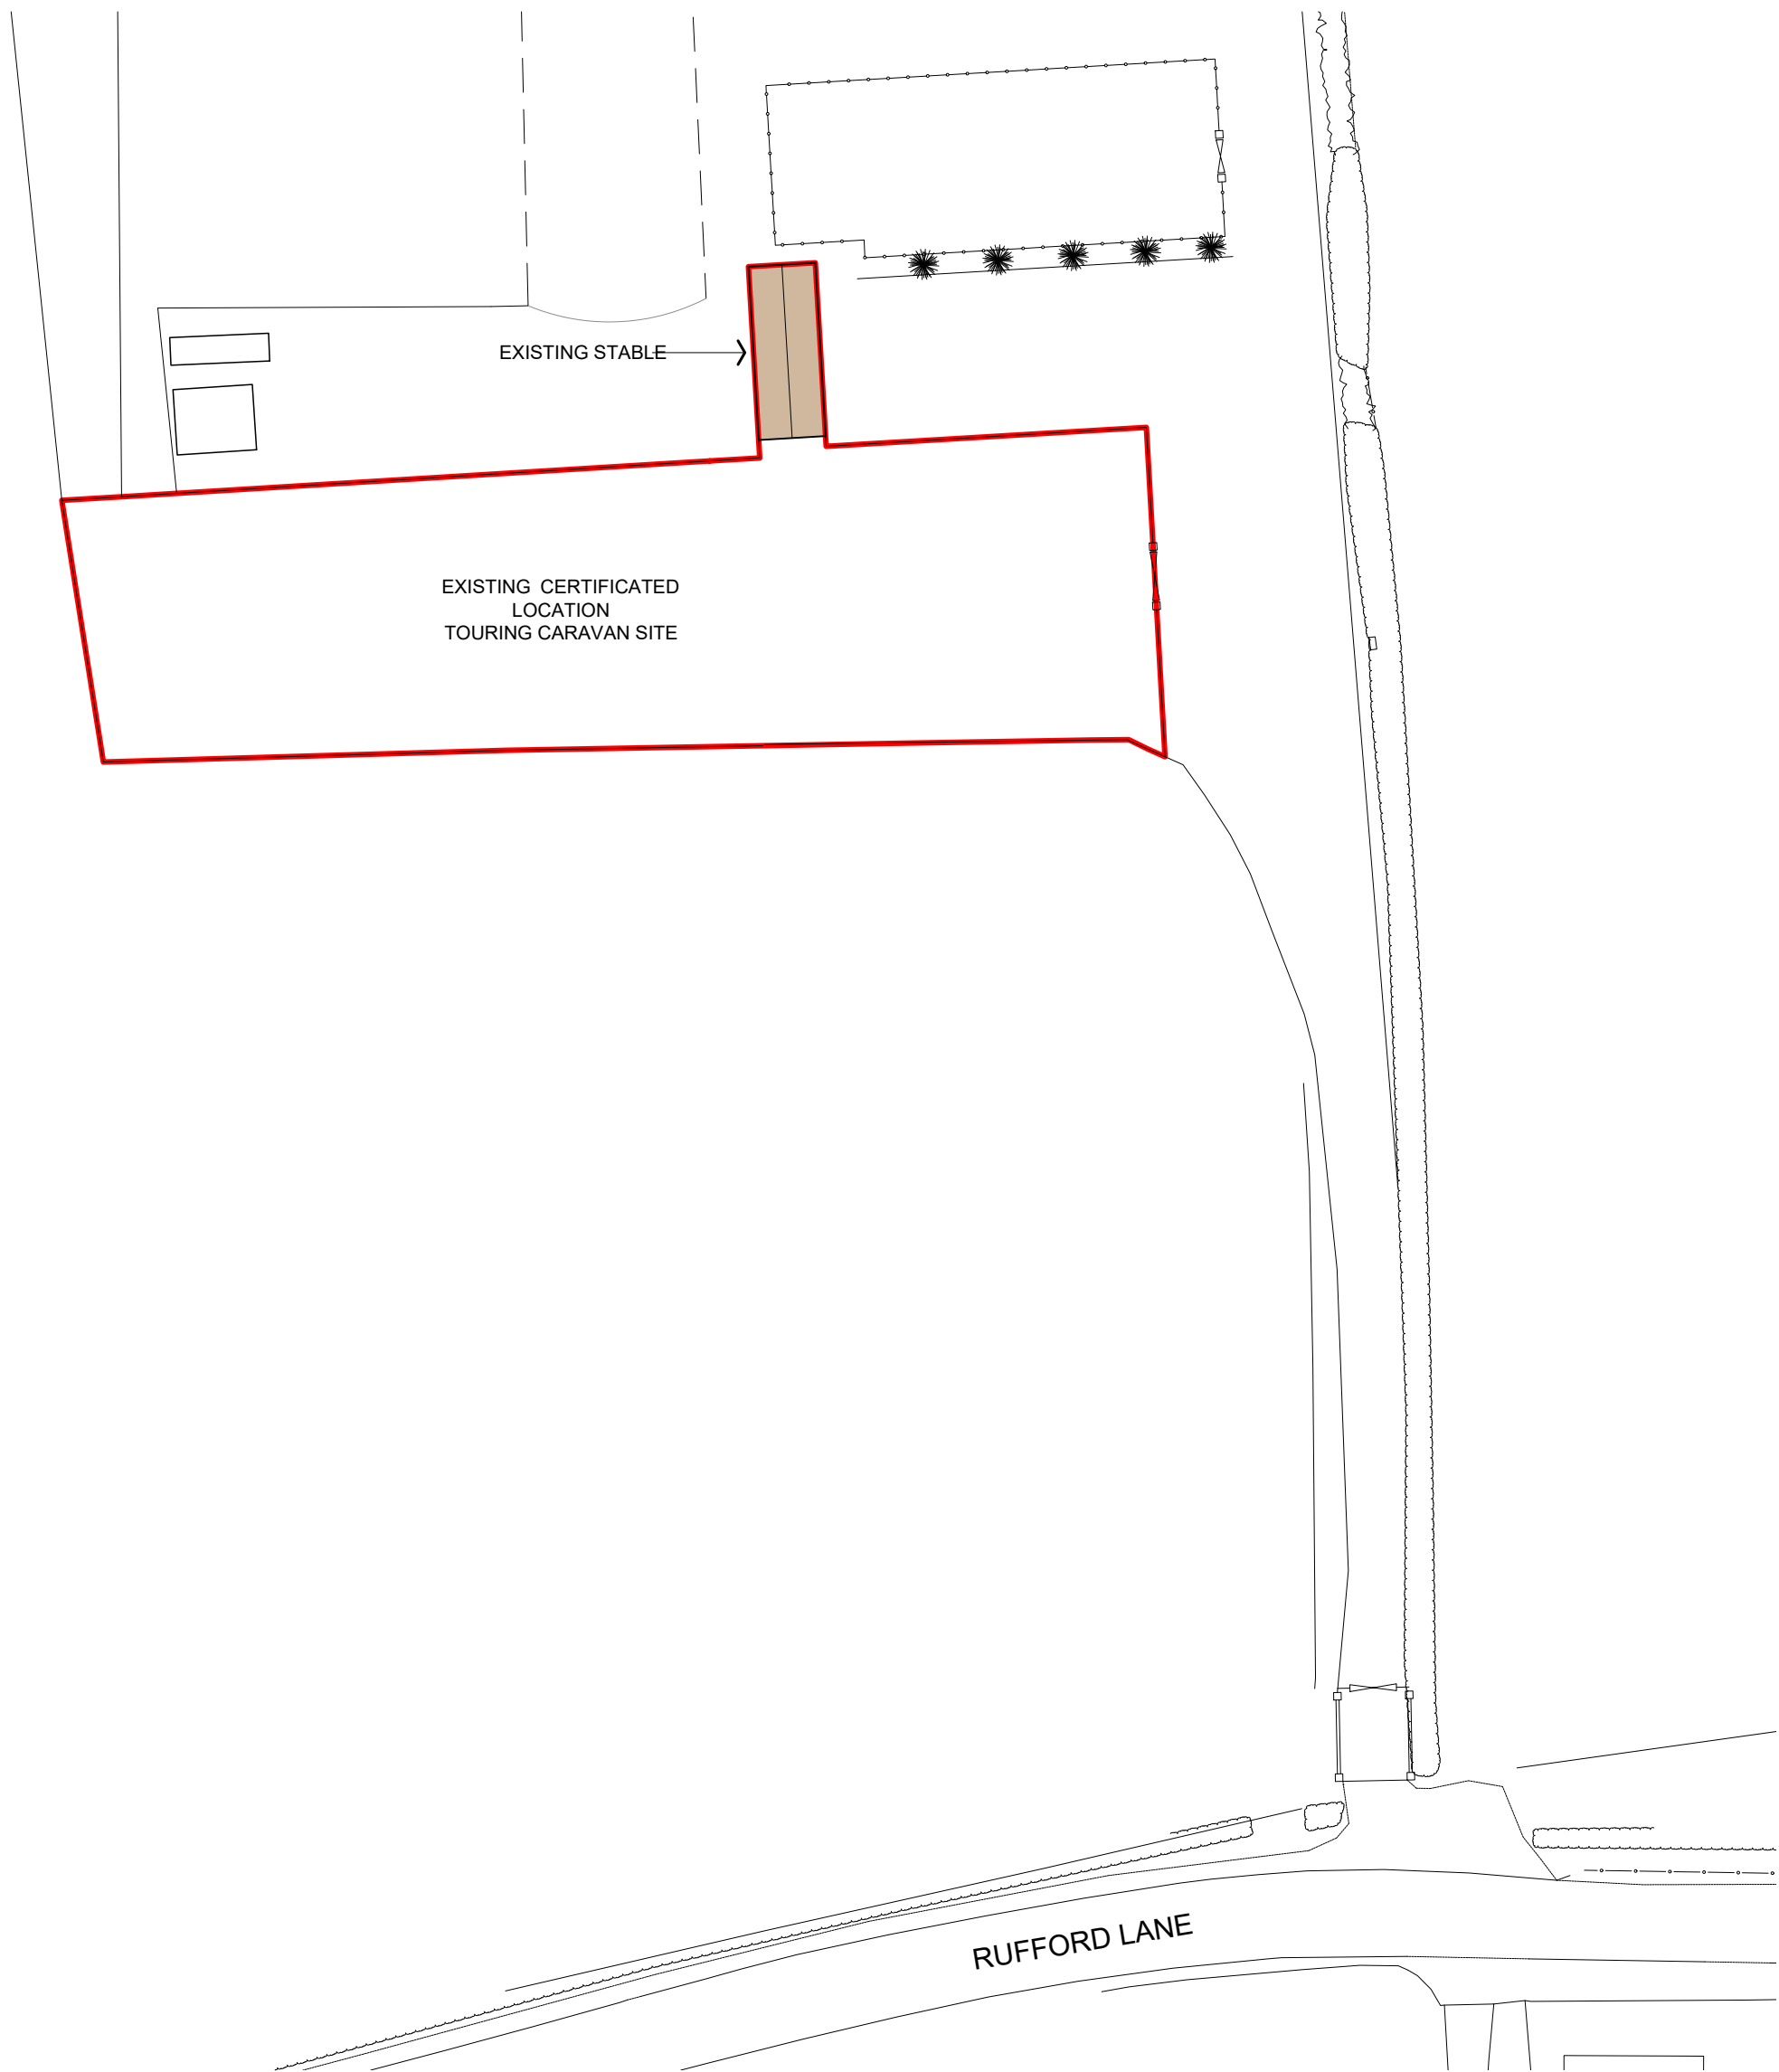 EXISTING STABLE
EXISTING CERTIFICATED
LOCATION
TOURING CARAVAN SITE
RUFFORD LANE